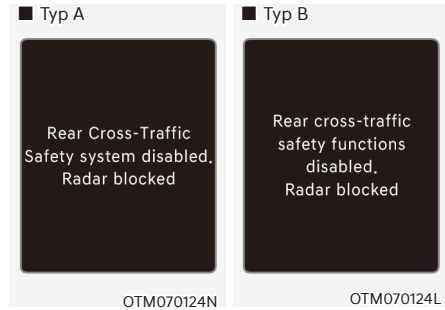 ■ Typ A
Rear Cross-Traffic
Safety system disabled.
Radar blocked
OTM070124N
■ Typ B
Rear cross-traffic
safety functions
disabled.
Radar blocked
OTM070124L